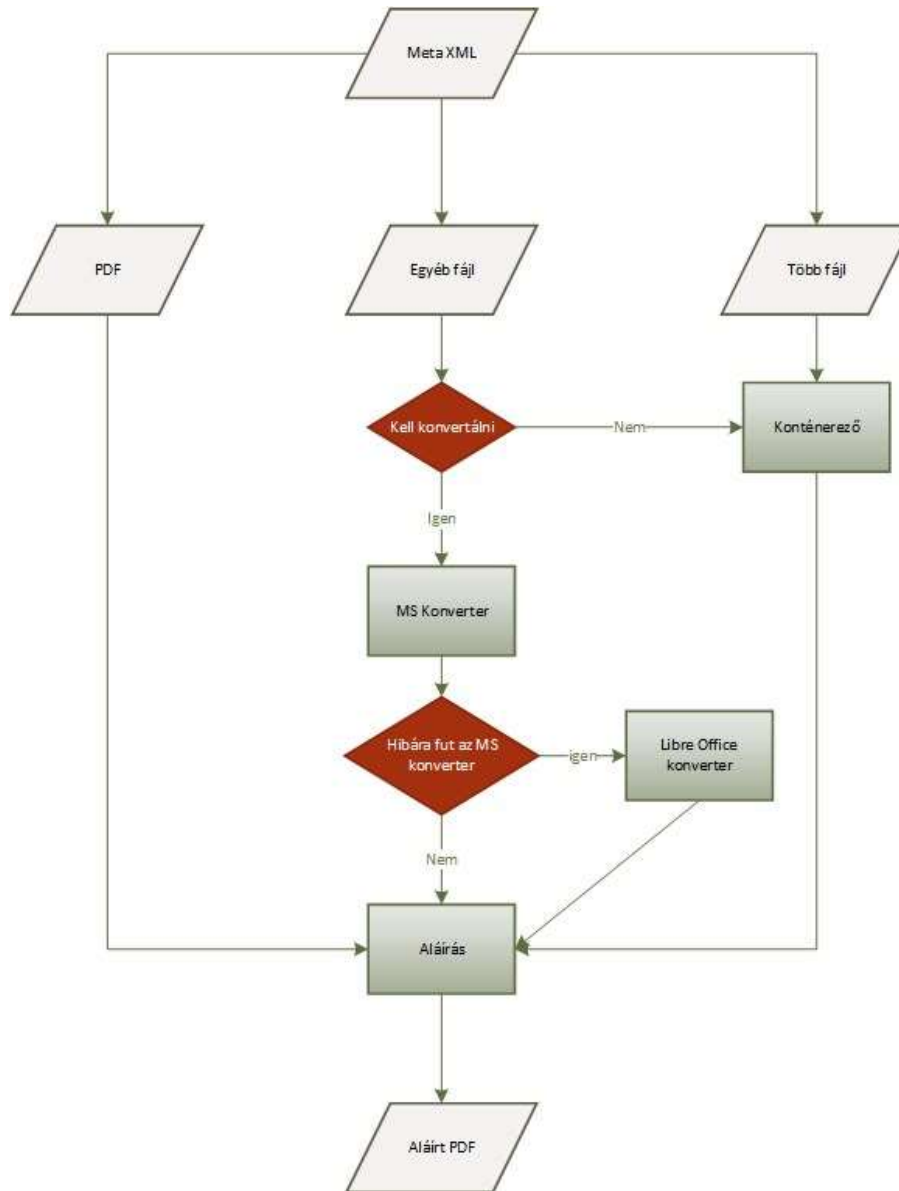 Meta XML
PDF
Egyéb fájl
Több fájl
Kell konvertálni
Nem
Konténerező
Igen
MS Konverter
Hibára fut az MS
konverter
igen
Libre Office
konverter
Nem
Aláírás
Aláírt PDF